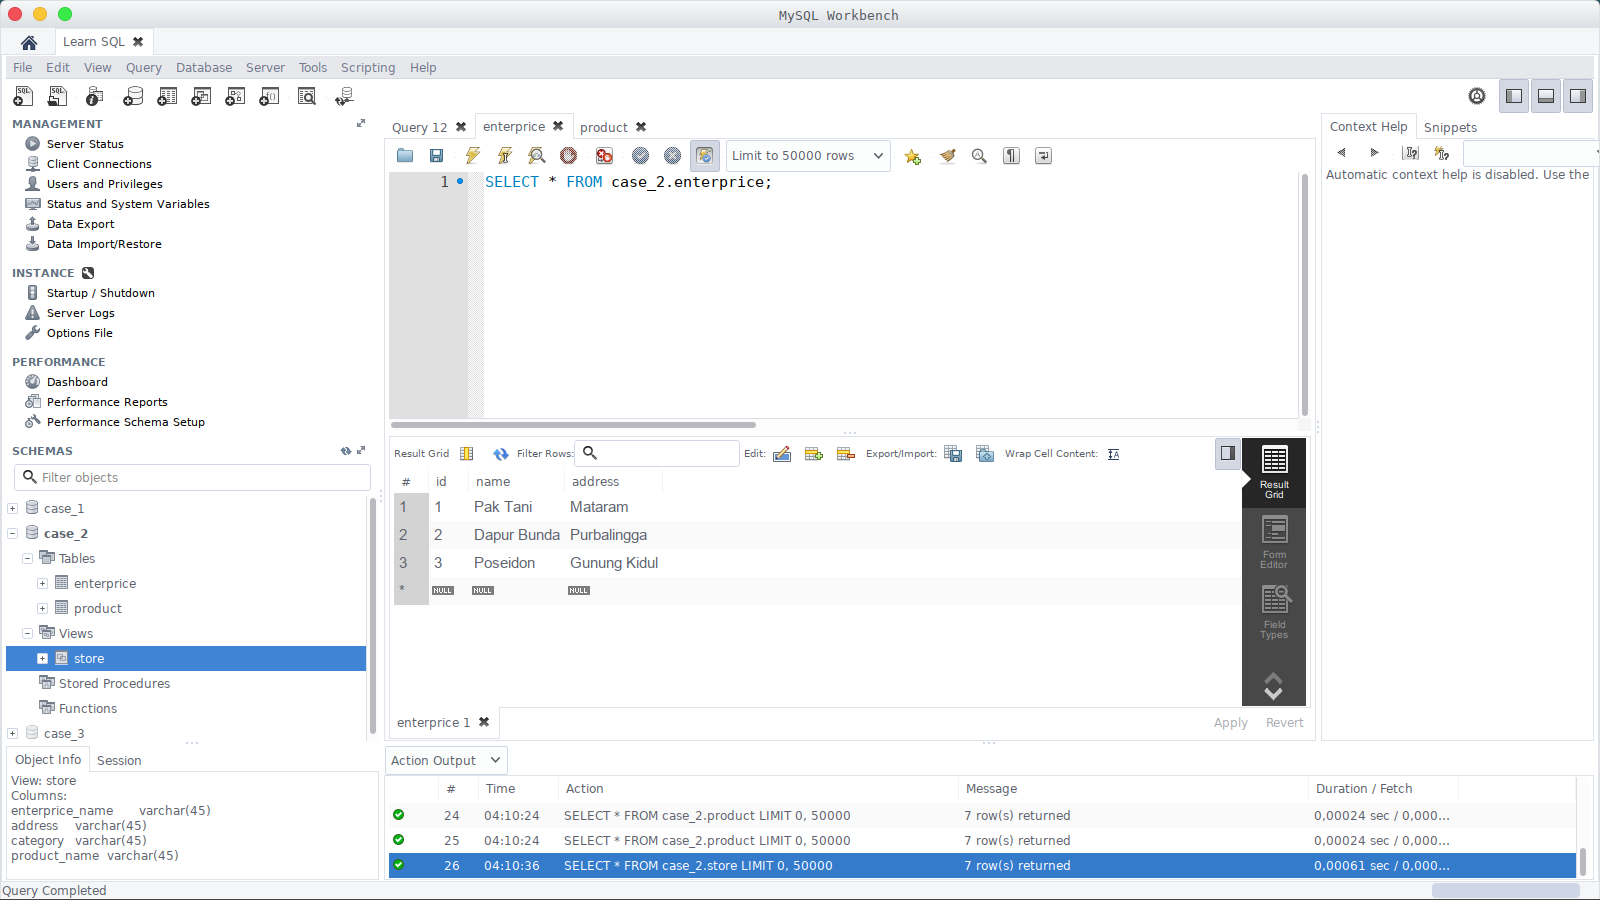 MySQL Workbench
Learn SQL
File Edit View Query Database Server Tools Scripting Help
MANAGEMENT
Server Status
Client Connections
Users and Privileges
Status and System Variables
Data Export
Data Import/Restore
INSTANCE
Startup / Shutdown
Server Logs
Options File
PERFORMANCE
Dashboard
Performance Reports
Performance Schema Setup
SCHEMAS
Filter objects
case_1
case_2
Tables
enterprice
product
Views
store
Stored Procedures
Functions
case_3
Object Info Session
View: store
Columns:
enterprice_name varchar(45)
address varchar(45)
category varchar(45)
product_name varchar(45)
Query 12 enterprice product
Limit to 50000 rows
1 SELECT * FROM case_2.enterprice;
Result Grid Filter Rows: Edit: Export/Import: Wrap Cell Content:
# id name address
1 1 Pak Tani Mataram
2 2 Dapur Bunda Purbalingga
3 3 Poseidon Gunung Kidul
* NULL NULL NULL
Result
Grid
Form
Editor
Field
Types
enterprice 1 Apply Revert
Context Help Snippets
Automatic context help is disabled. Use the
Action Output
# Time Action Message Duration / Fetch
24 04:10:24 SELECT * FROM case_2.product LIMIT 0, 50000 7 row(s) returned 0,00024 sec / 0,000...
25 04:10:24 SELECT * FROM case_2.product LIMIT 0, 50000 7 row(s) returned 0,00024 sec / 0,000...
26 04:10:36 SELECT * FROM case_2.store LIMIT 0, 50000 7 row(s) returned 0,00061 sec / 0,000...
Query Completed